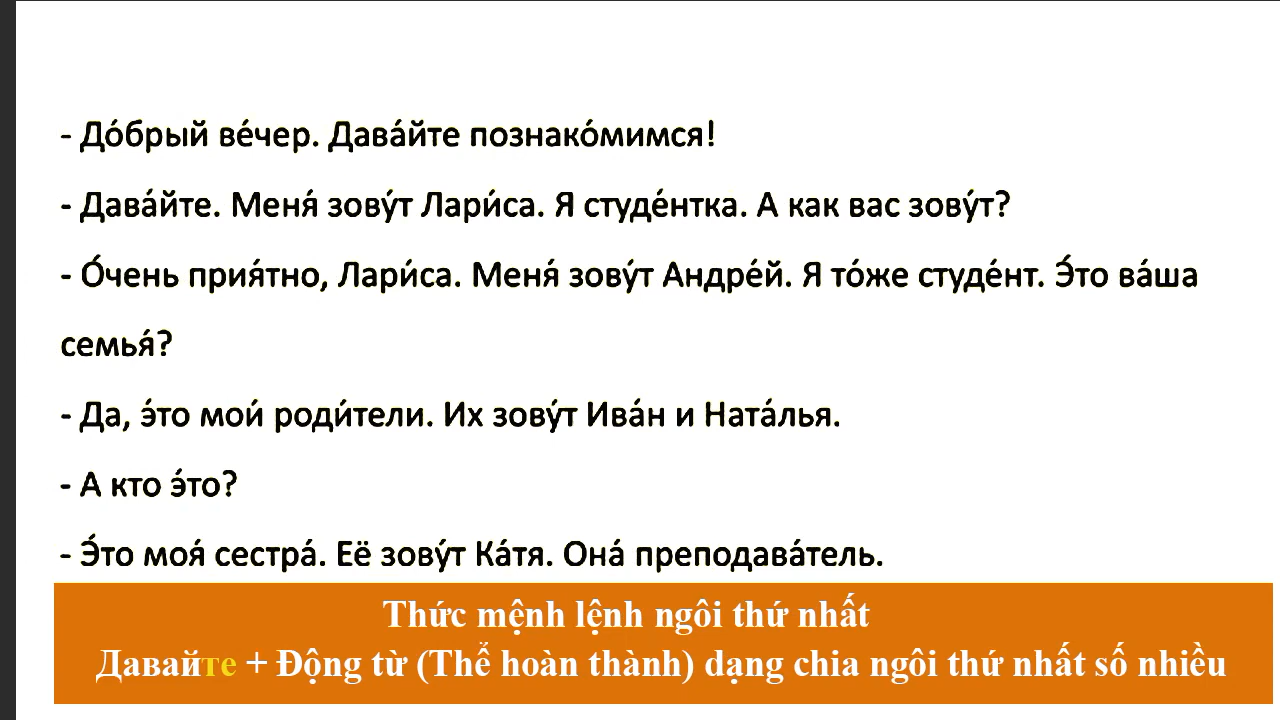 - До́брый ве́чер. Дава́йте познако́мимся!
- Дава́йте. Меня́ зову́т Лари́са. Я студе́нтка. А как вас зову́т?
- О́чень прия́тно, Лари́са. Меня́ зову́т Андре́й. Я то́же студе́нт. Э́то ва́ша
семья́?
- Да, э́то мои́ роди́тели. Их зову́т Ива́н и Ната́лья.
- А кто э́то?
- Э́то моя́ сестра́. Её зову́т Ка́тя. Она́ преподава́тель.
Thức mệnh lệnh ngôi thứ nhất
Давайте + Động từ (Thể hoàn thành) dạng chia ngôi thứ nhất số nhiều